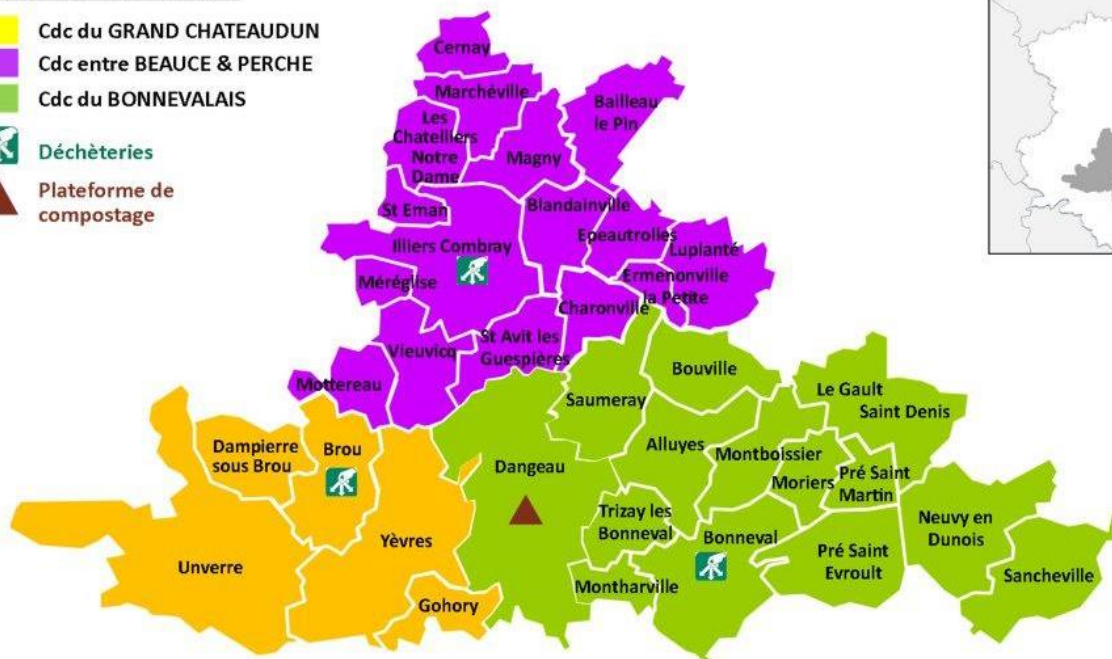 Cdc du GRAND CHATEAUDUN
Cdc entre BEAUCE & PERCHE
Cdc du BONNEVALAIS
Déchèteries
Plateforme de
compostage
Cernay
Marchéville
Bailleau
le Pin
Les
Chatelliers
Notre
Dame
Magny
St Eman
Blandainville
Epeautrolles
Luplanté
Illiers Combray
Ermenonville
la Petite
Méréglise
Charonville
St Avit les
Guespières
Vieuvicq
Mottereau
Bouville
Saumeray
Le Gault
Saint Denis
Dampierre
sous Brou
Brou
Alluyes
Montboissier
Dangeau
Moriers
Pré Saint
Martin
Trizay les
Bonneval
Bonneval
Neuvy en
Dunois
Yèvres
Unverre
Pré Saint
Evroult
Sancheville
Montharville
Gohory